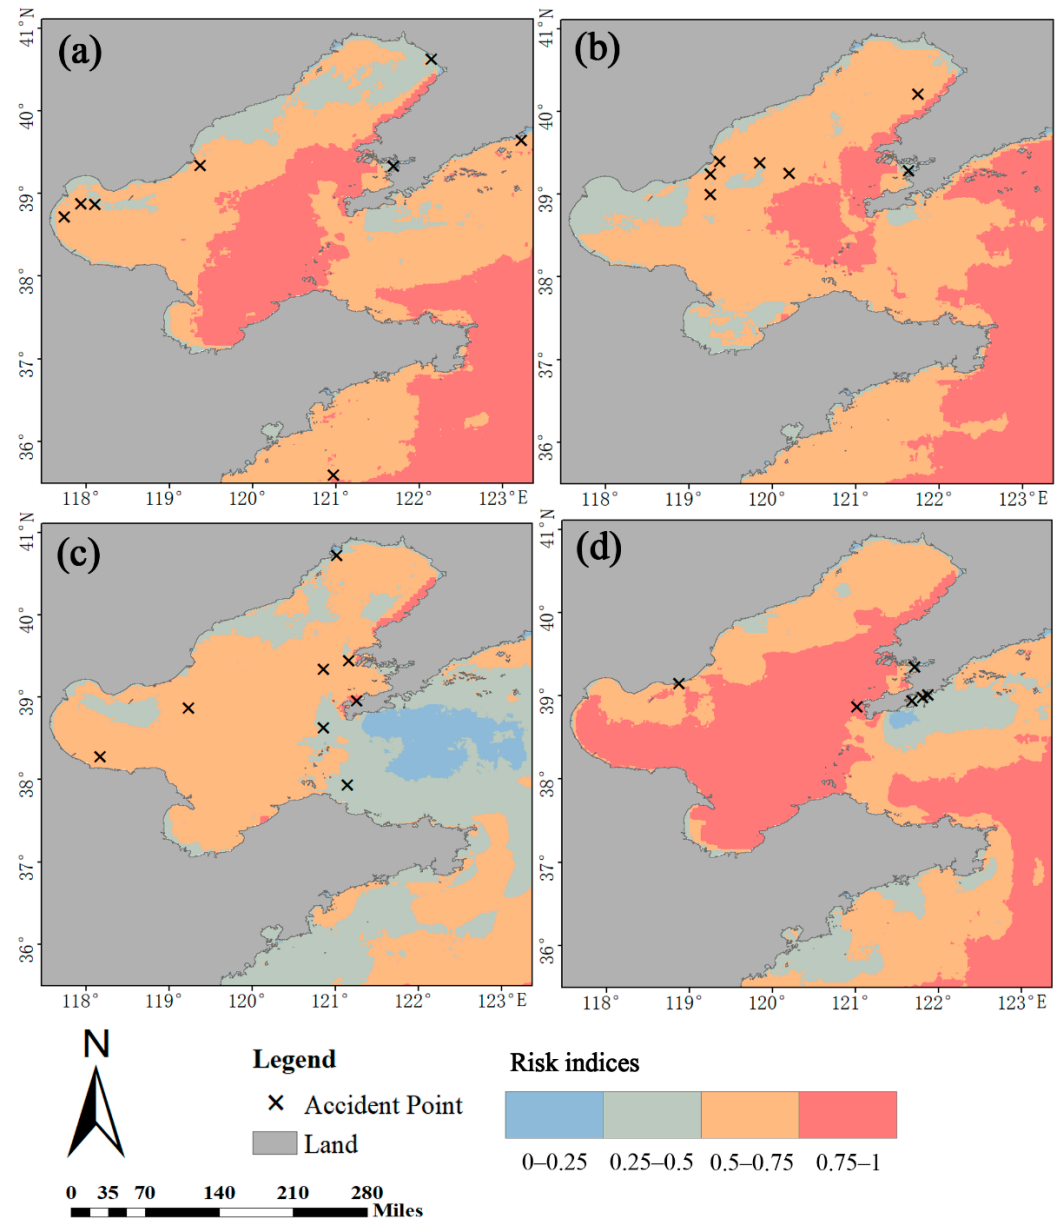 (a)
(b)
41°N
40°
39°
38°
37°
36°
118°
119°
120°
121°
122°
123°E
41°N
40°
39°
38°
37°
36°
118°
119°
120°
121°
122°
123°E
(c)
(d)
41°N
40°
39°
38°
37°
36°
118°
119°
120°
121°
122°
123°E
41°N
40°
39°
38°
37°
36°
118°
119°
120°
121°
122°
123°E
N
Legend
× Accident Point
Land
Risk indices
0–0.25 0.25–0.5 0.5–0.75 0.75–1
0 35 70 140 210 280
Miles